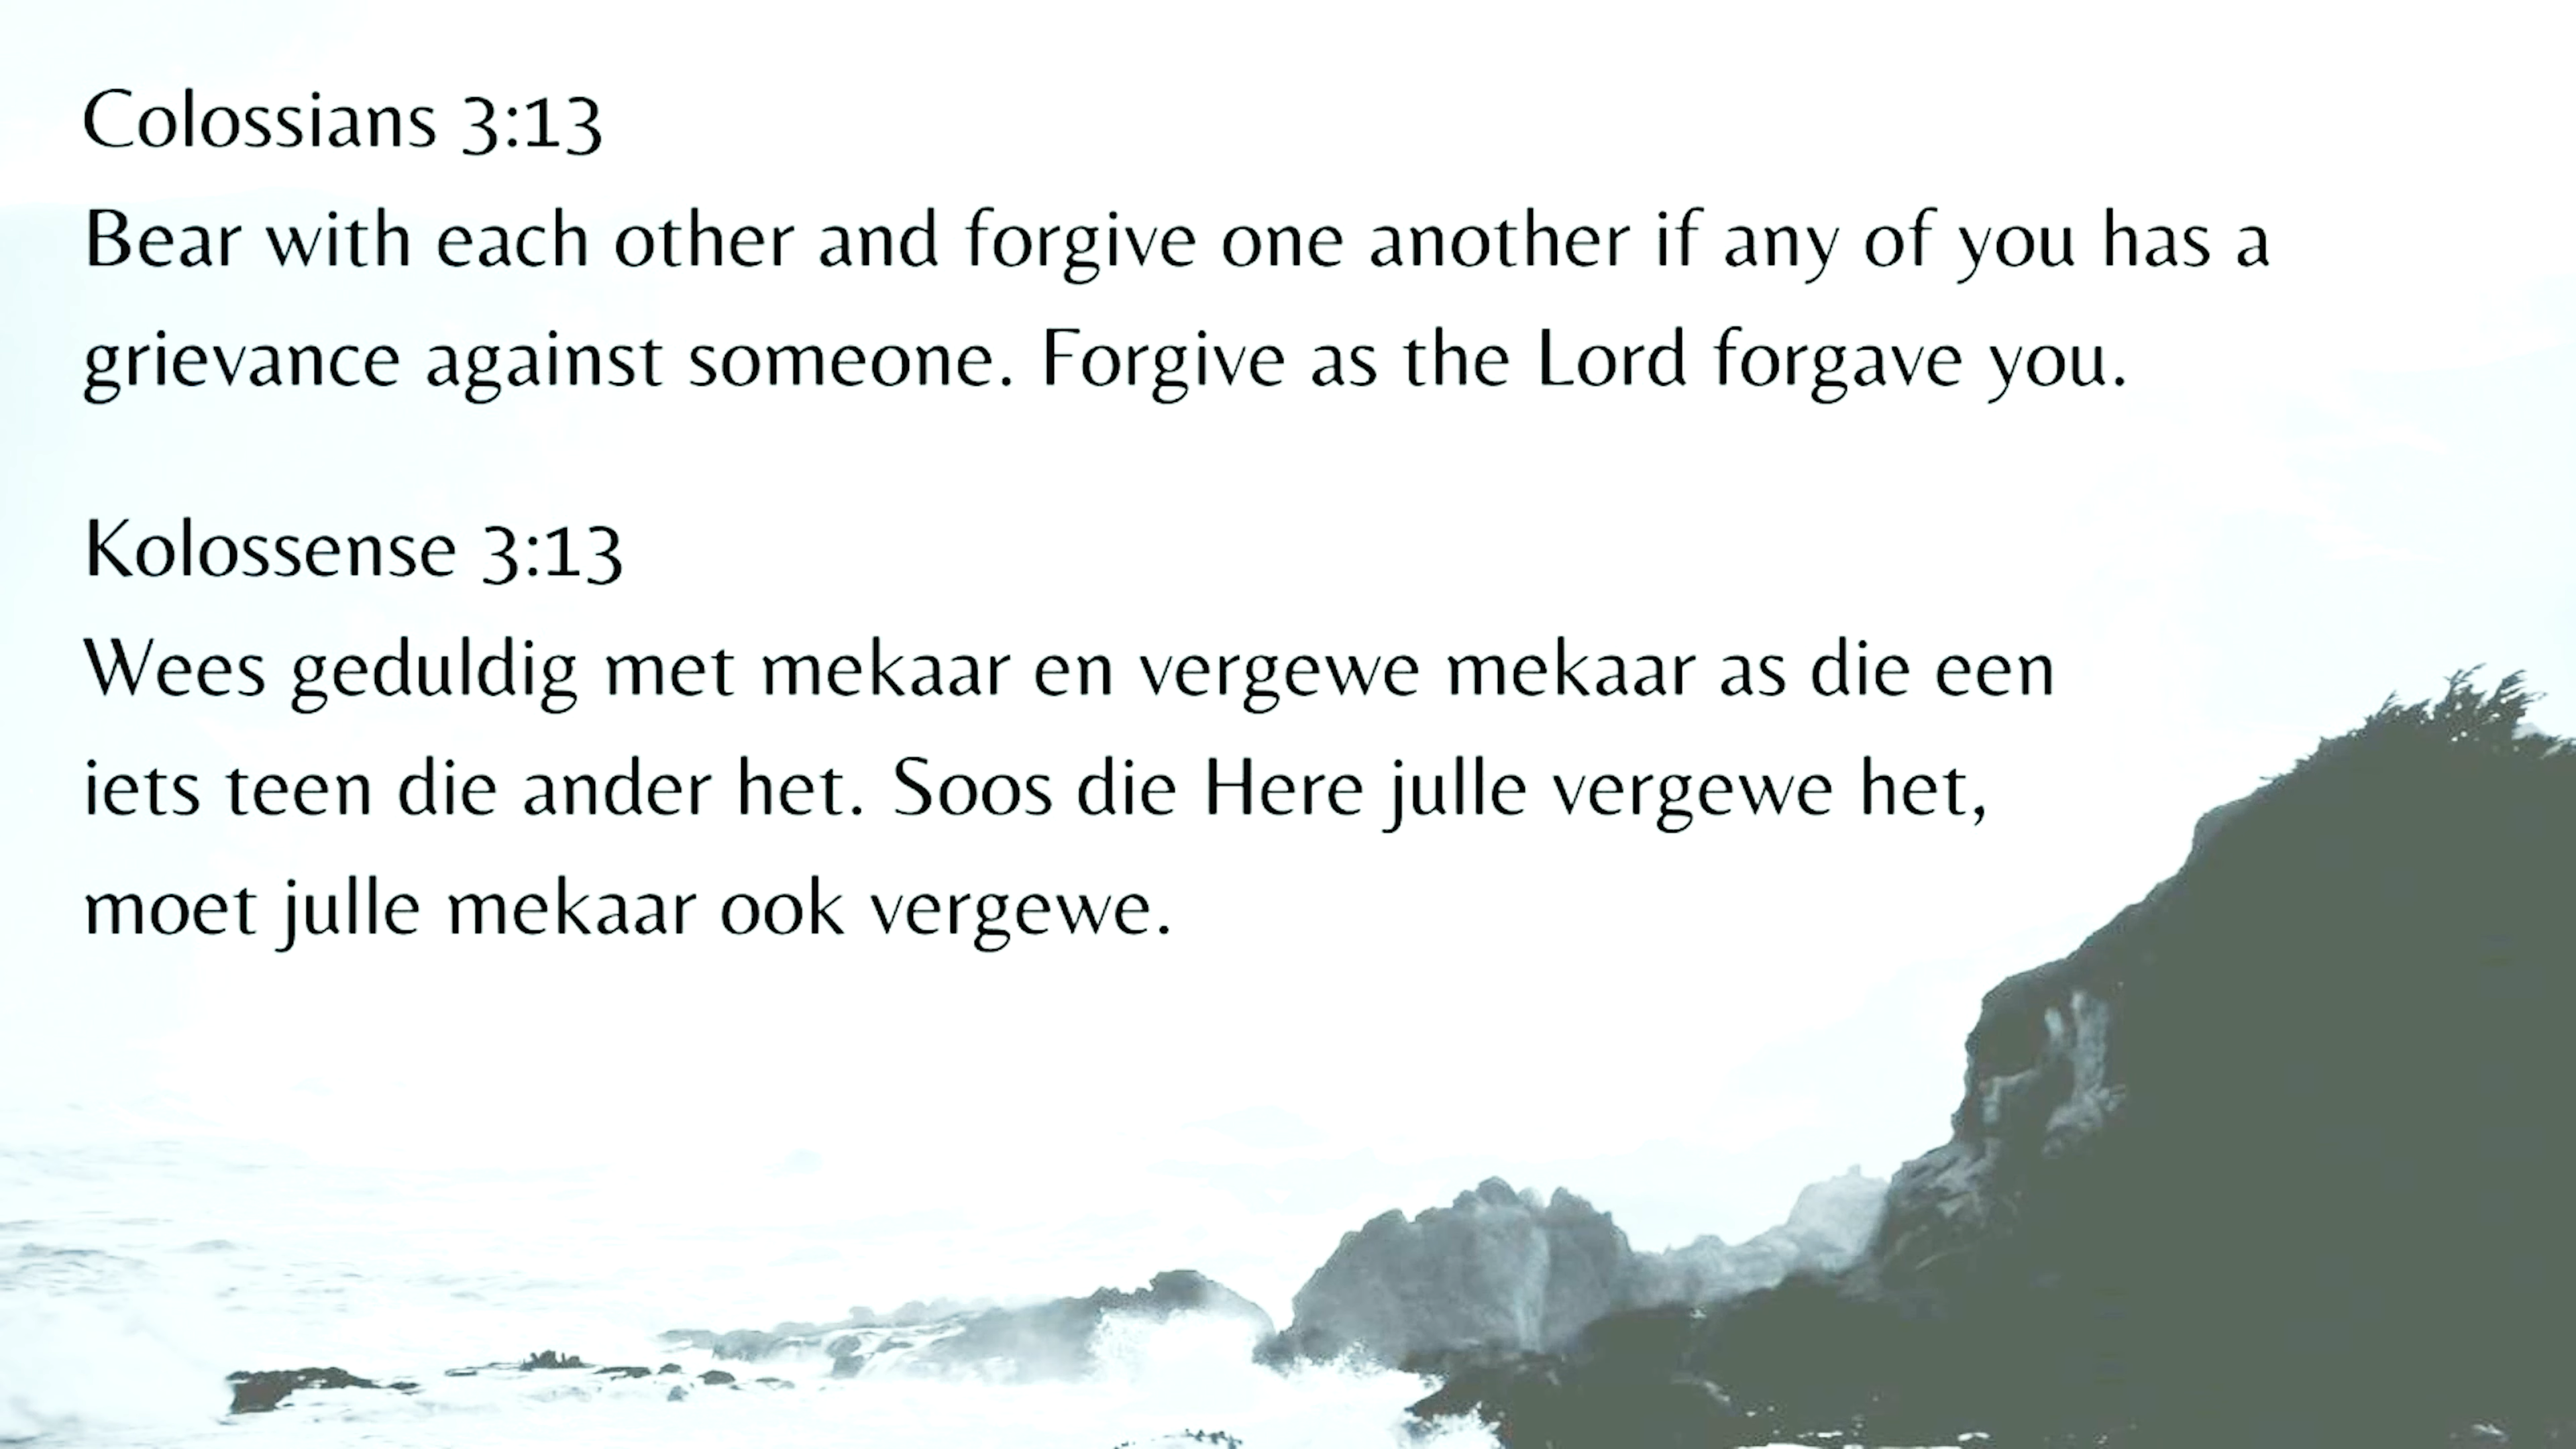 Colossians 3:13
Bear with each other and forgive one another if any of you has a
grievance against someone. Forgive as the Lord forgave you.
Kolossense 3:13
Wees geduldig met mekaar en vergewe mekaar as die een
iets teen die ander het. Soos die Here julle vergewe het,
moet julle mekaar ook vergewe.